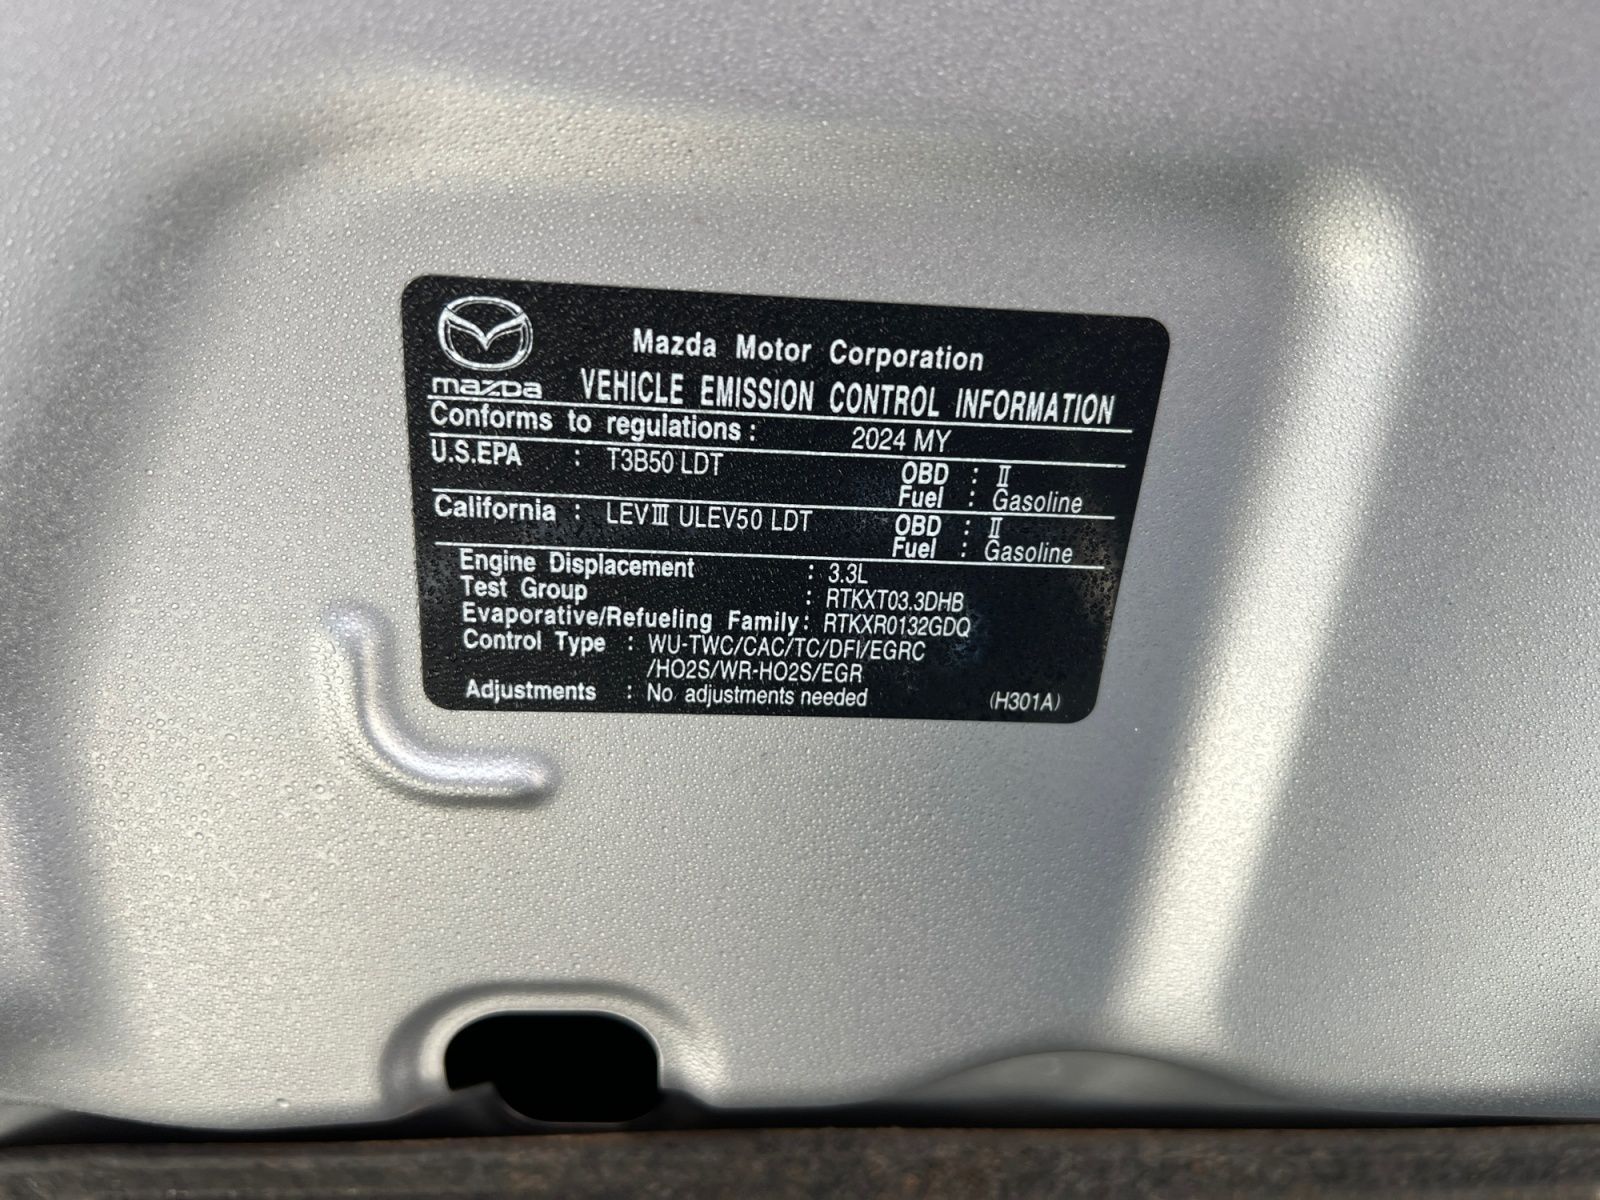 mazda
Mazda Motor Corporation
VEHICLE EMISSION CONTROL INFORMATION
Conforms to regulations: 2024 MY
U.S.EPA : T3B50 LDT OBD : Ⅱ
Fuel : Gasoline
California : LEVⅢ ULEV50 LDT OBD : Ⅱ
Fuel : Gasoline
Engine Displacement : 3.3L
Test Group : RTKXT03.3DHB
Evaporative/Refueling Family: RTKXR0132GDQ
Control Type : WU-TWC/CAC/TC/DFI/EGRC
/HO2S/WR-HO2S/EGR
Adjustments : No adjustments needed (H301A)